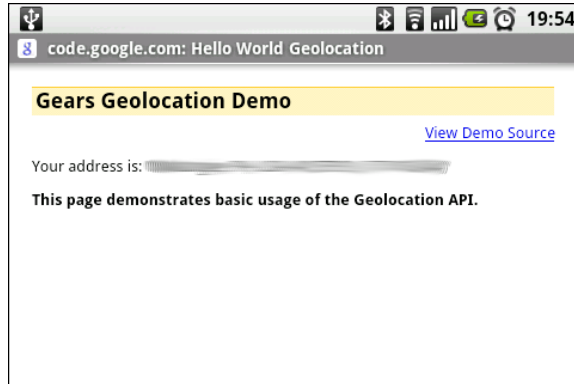 19:54
code.google.com: Hello World Geolocation
Gears Geolocation Demo
View Demo Source
Your address is:
This page demonstrates basic usage of the Geolocation API.